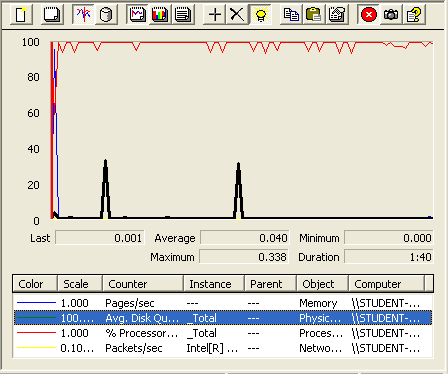 100
80
60
40
20
0
Last 0.001 Average 0.040 Minimum 0.000
Maximum 0.338 Duration 1:40
Color Scale Counter Instance Parent Object Computer
1.000 Pages/sec --- --- Memory \\STUDENT-...
100.... Avg. Disk Qu... _Total --- Physic... \\STUDENT-...
1.000 % Processor... _Total --- Proces... \\STUDENT-...
0.10... Packets/sec Intel[R] ... --- Netwo... \\STUDENT-...